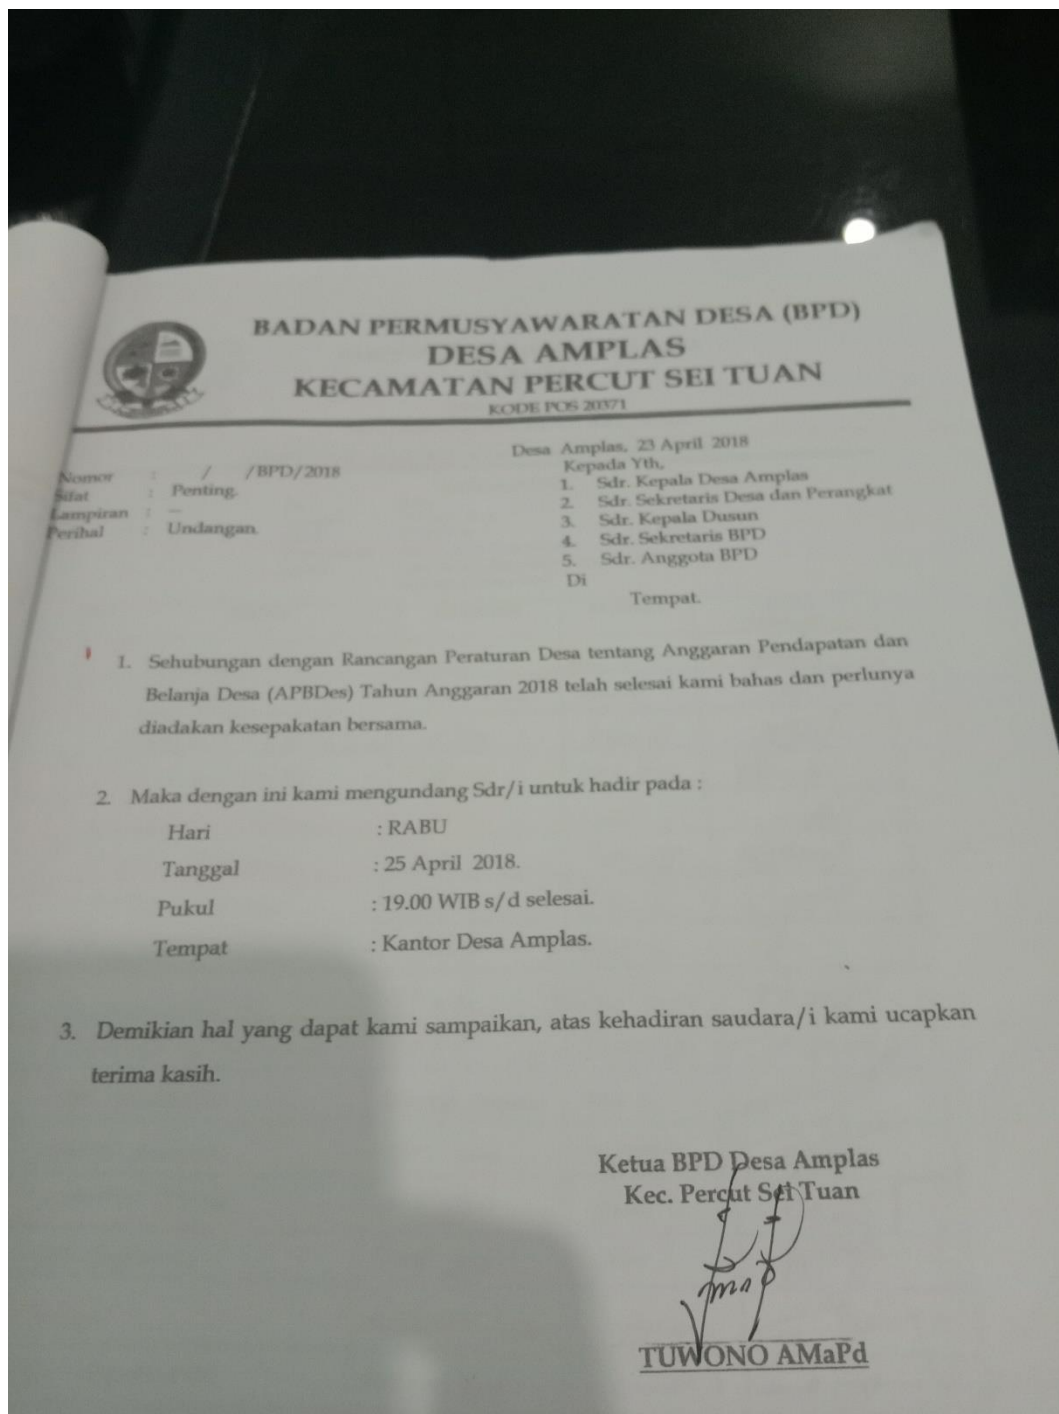 BADAN PERMUSYAWARATAN DESA (BPD)
DESA AMPLAS
KECAMATAN PERCUT SEI TUAN
KODE POS 20371
Desa Amplas, 23 April 2018
Nomor : / /BPD/2018
Sifat : Penting.
Lampiran : —
Perihal : Undangan.
Kepada Yth,
1. Sdr. Kepala Desa Amplas
2. Sdr. Sekretaris Desa dan Perangkat
3. Sdr. Kepala Dusun
4. Sdr. Sekretaris BPD
5. Sdr. Anggota BPD
Di
Tempat.
1. Sehubungan dengan Rancangan Peraturan Desa tentang Anggaran Pendapatan dan
Belanja Desa (APBDes) Tahun Anggaran 2018 telah selesai kami bahas dan perlunya
diadakan kesepakatan bersama.
2. Maka dengan ini kami mengundang Sdr/i untuk hadir pada :
Hari : RABU
Tanggal : 25 April 2018.
Pukul : 19.00 WIB s/d selesai.
Tempat : Kantor Desa Amplas.
3. Demikian hal yang dapat kami sampaikan, atas kehadiran saudara/i kami ucapkan
terima kasih.
Ketua BPD Desa Amplas
Kec. Percut Sei Tuan
TUWONO AMaPd